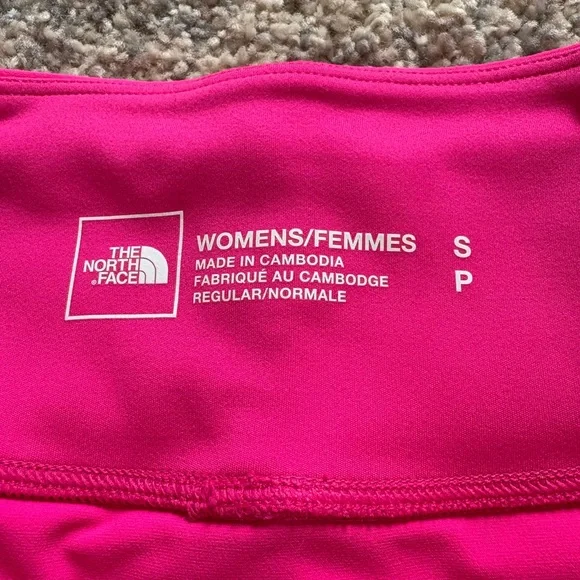 THE
NORTH
FACE
WOMENS/FEMMES
MADE IN CAMBODIA
FABRIQUÉ AU CAMBODGE
REGULAR/NORMALE
S
P